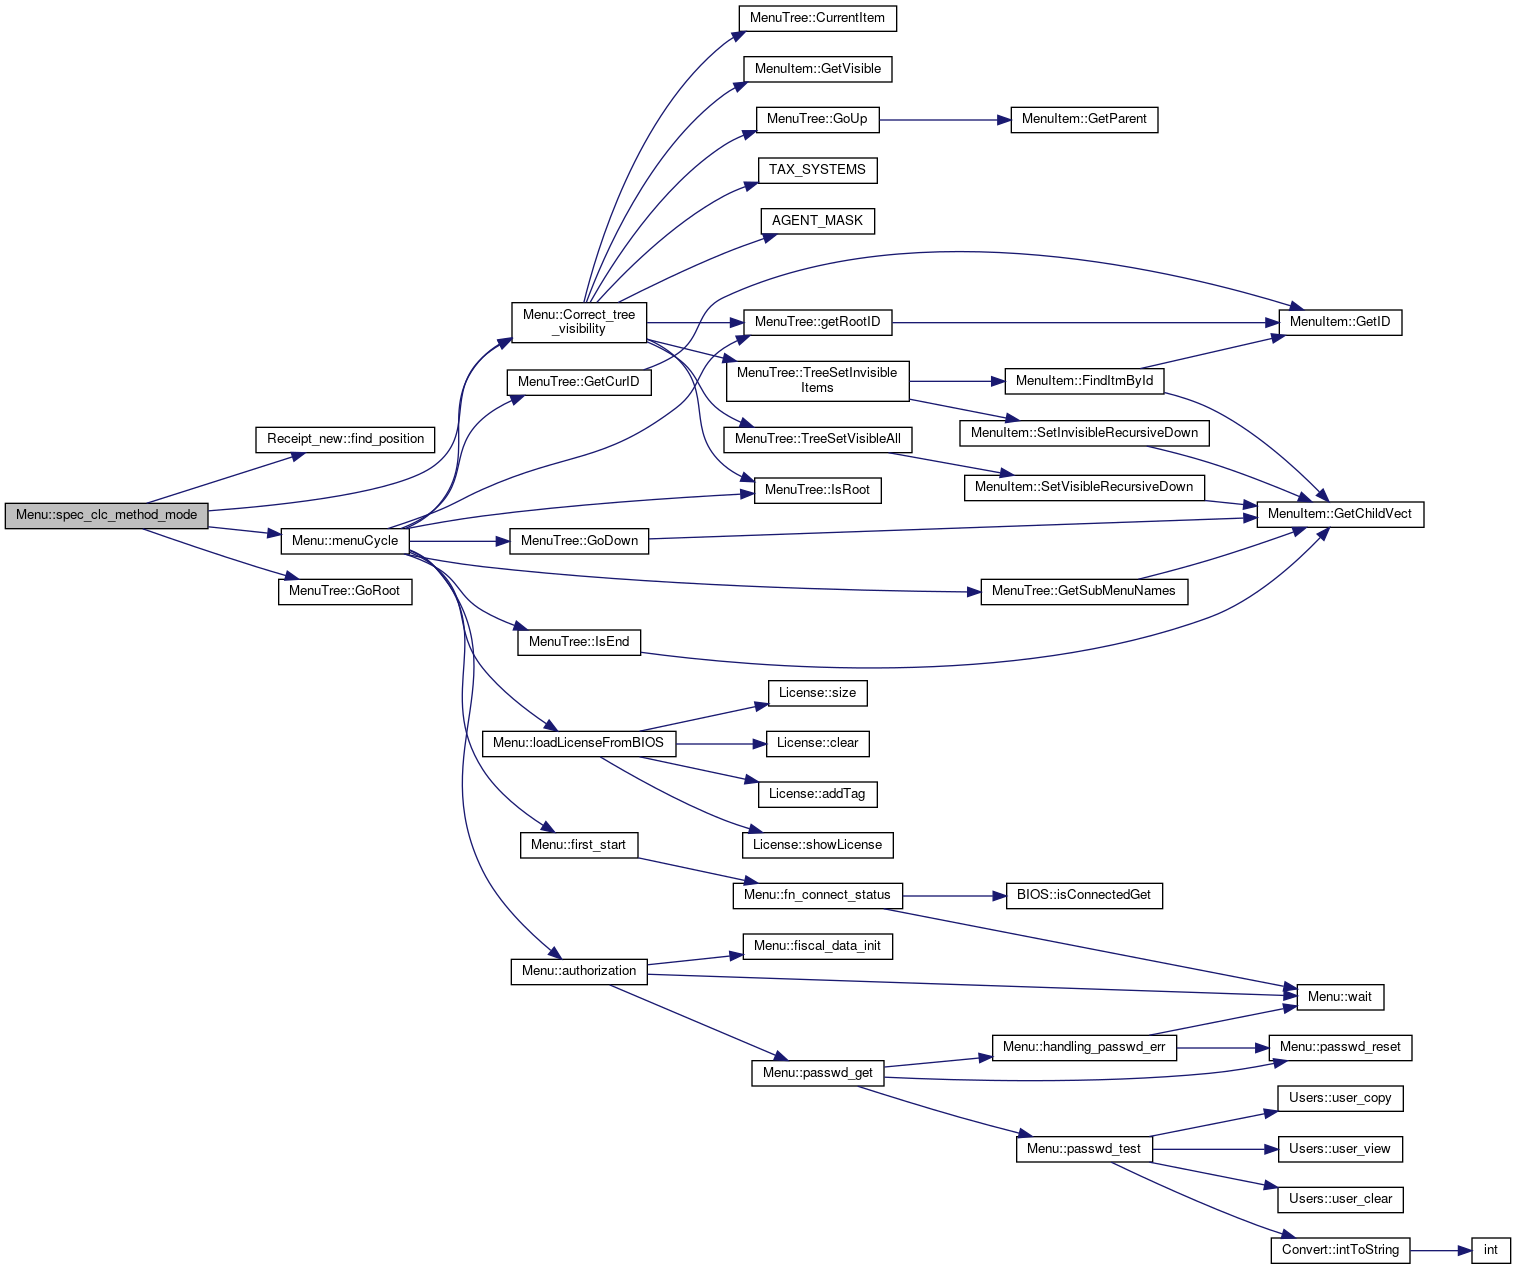 MenuTree::CurrentItem
MenuItem::GetVisible
MenuTree::GoUp
MenuItem::GetParent
TAX_SYSTEMS
AGENT_MASK
Menu::Correct_tree
_visibility
MenuTree::getRootID
MenuItem::GetID
MenuTree::GetCurID
MenuTree::TreeSetInvisible
Items
MenuItem::FindItmById
Receipt_new::find_position
MenuTree::TreeSetVisibleAll
MenuItem::SetInvisibleRecursiveDown
MenuTree::IsRoot
MenuItem::SetVisibleRecursiveDown
Menu::spec_clc_method_mode
MenuItem::GetChildVect
Menu::menuCycle
MenuTree::GoDown
MenuTree::GoRoot
MenuTree::GetSubMenuNames
MenuTree::IsEnd
License::size
Menu::loadLicenseFromBIOS
License::clear
License::addTag
Menu::first_start
License::showLicense
Menu::fn_connect_status
BIOS::isConnectedGet
Menu::fiscal_data_init
Menu::authorization
Menu::wait
Menu::handling_passwd_err
Menu::passwd_reset
Menu::passwd_get
Users::user_copy
Menu::passwd_test
Users::user_view
Users::user_clear
Convert::intToString
int